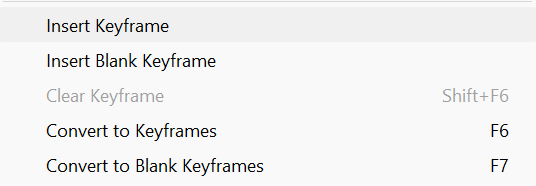 Insert Keyframe
Insert Blank Keyframe
Clear Keyframe Shift+F6
Convert to Keyframes F6
Convert to Blank Keyframes F7